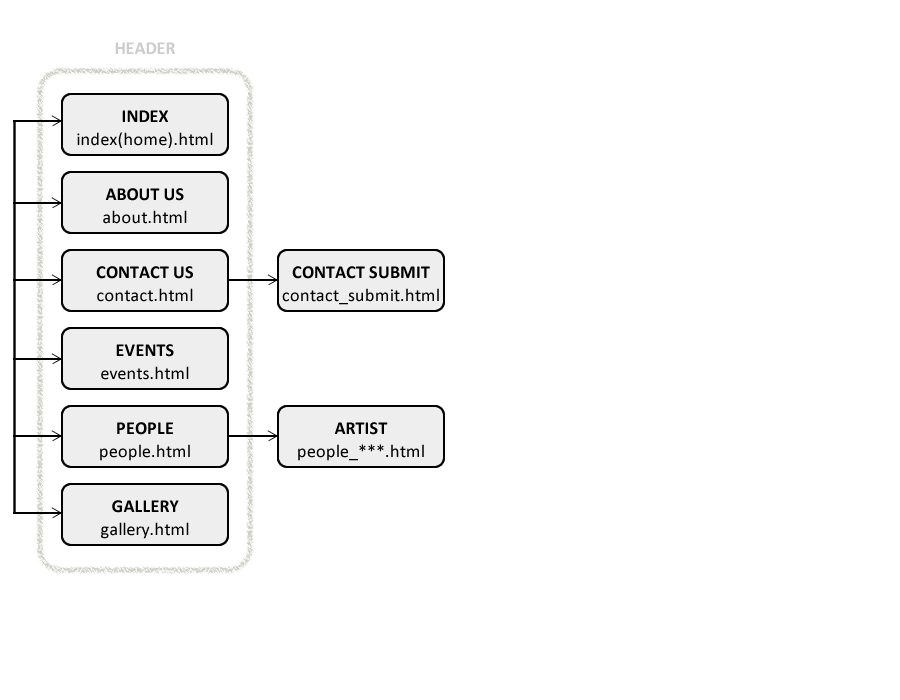 HEADER
INDEX
index(home).html
ABOUT US
about.html
CONTACT US
contact.html
CONTACT SUBMIT
contact_submit.html
EVENTS
events.html
PEOPLE
people.html
ARTIST
people_***.html
GALLERY
gallery.html